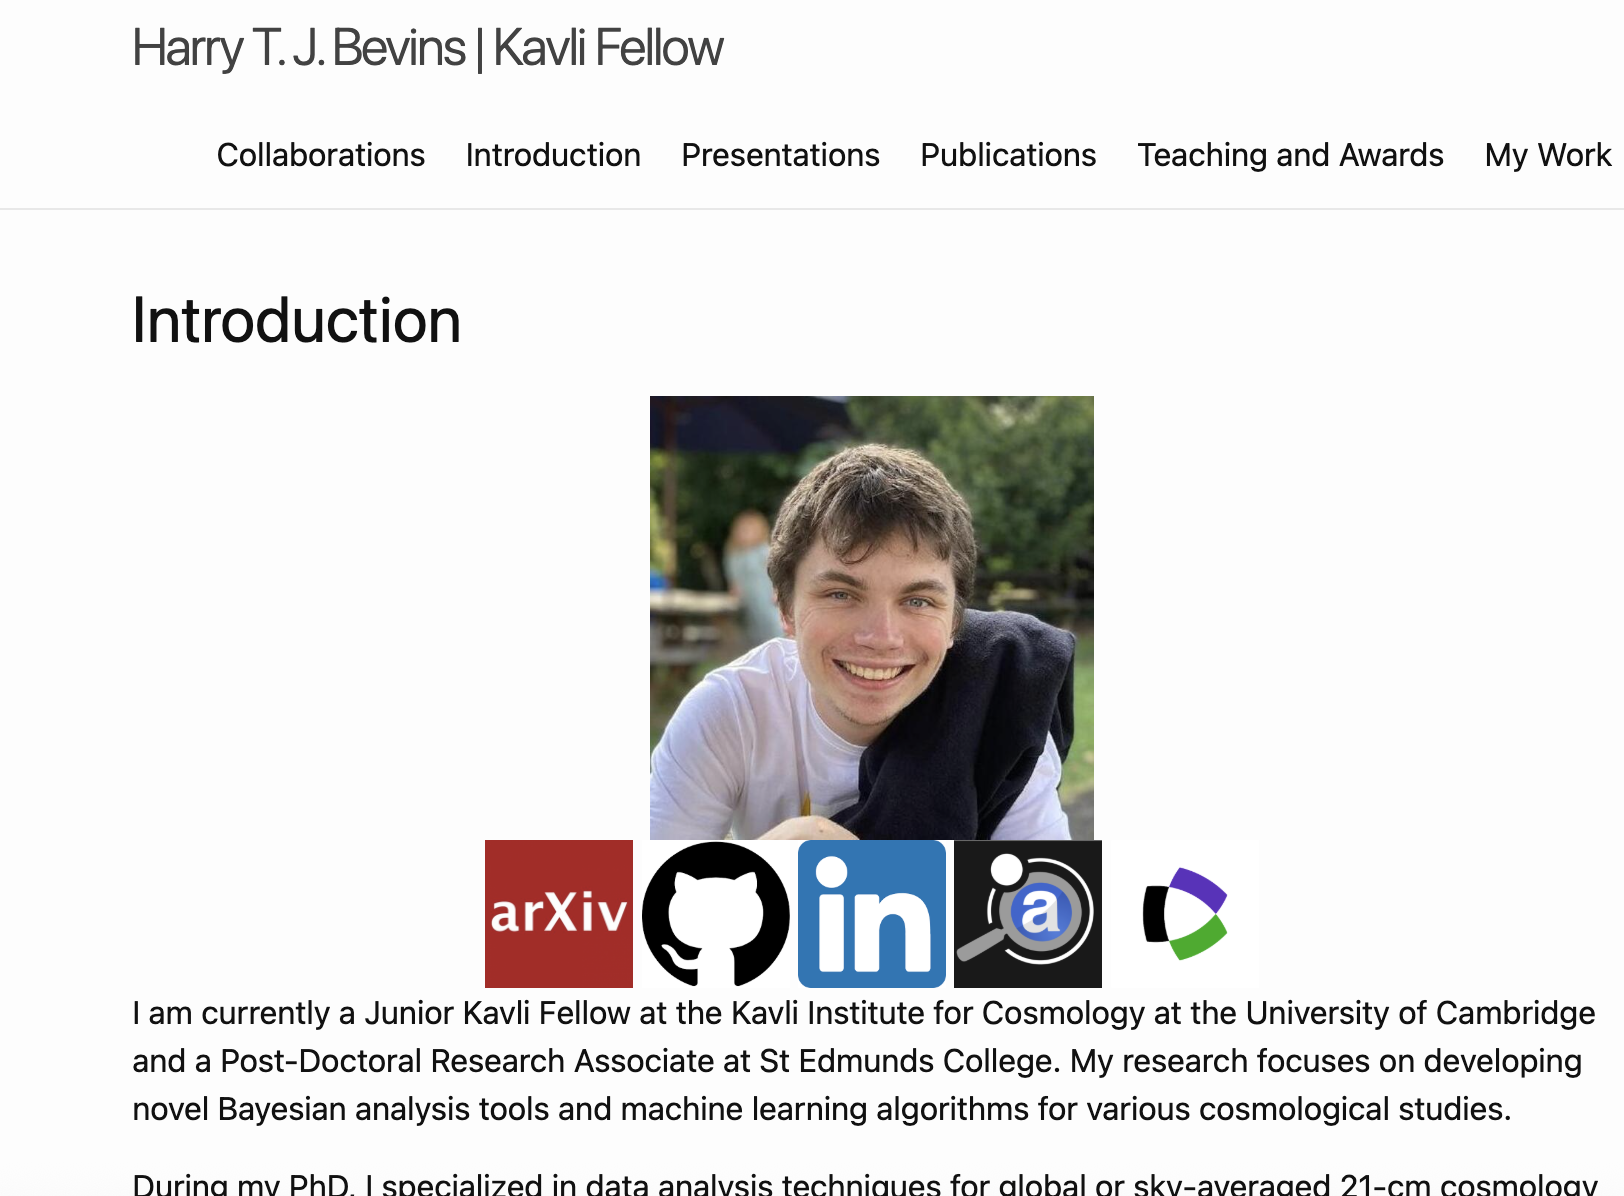 Harry T. J. Bevins | Kavli Fellow
Collaborations Introduction Presentations Publications Teaching and Awards My Work
Introduction
arXiv
in
a
I am currently a Junior Kavli Fellow at the Kavli Institute for Cosmology at the University of Cambridge
and a Post-Doctoral Research Associate at St Edmunds College. My research focuses on developing
novel Bayesian analysis tools and machine learning algorithms for various cosmological studies.
During my PhD, I specialized in data analysis techniques for global or sky-averaged 21-cm cosmology